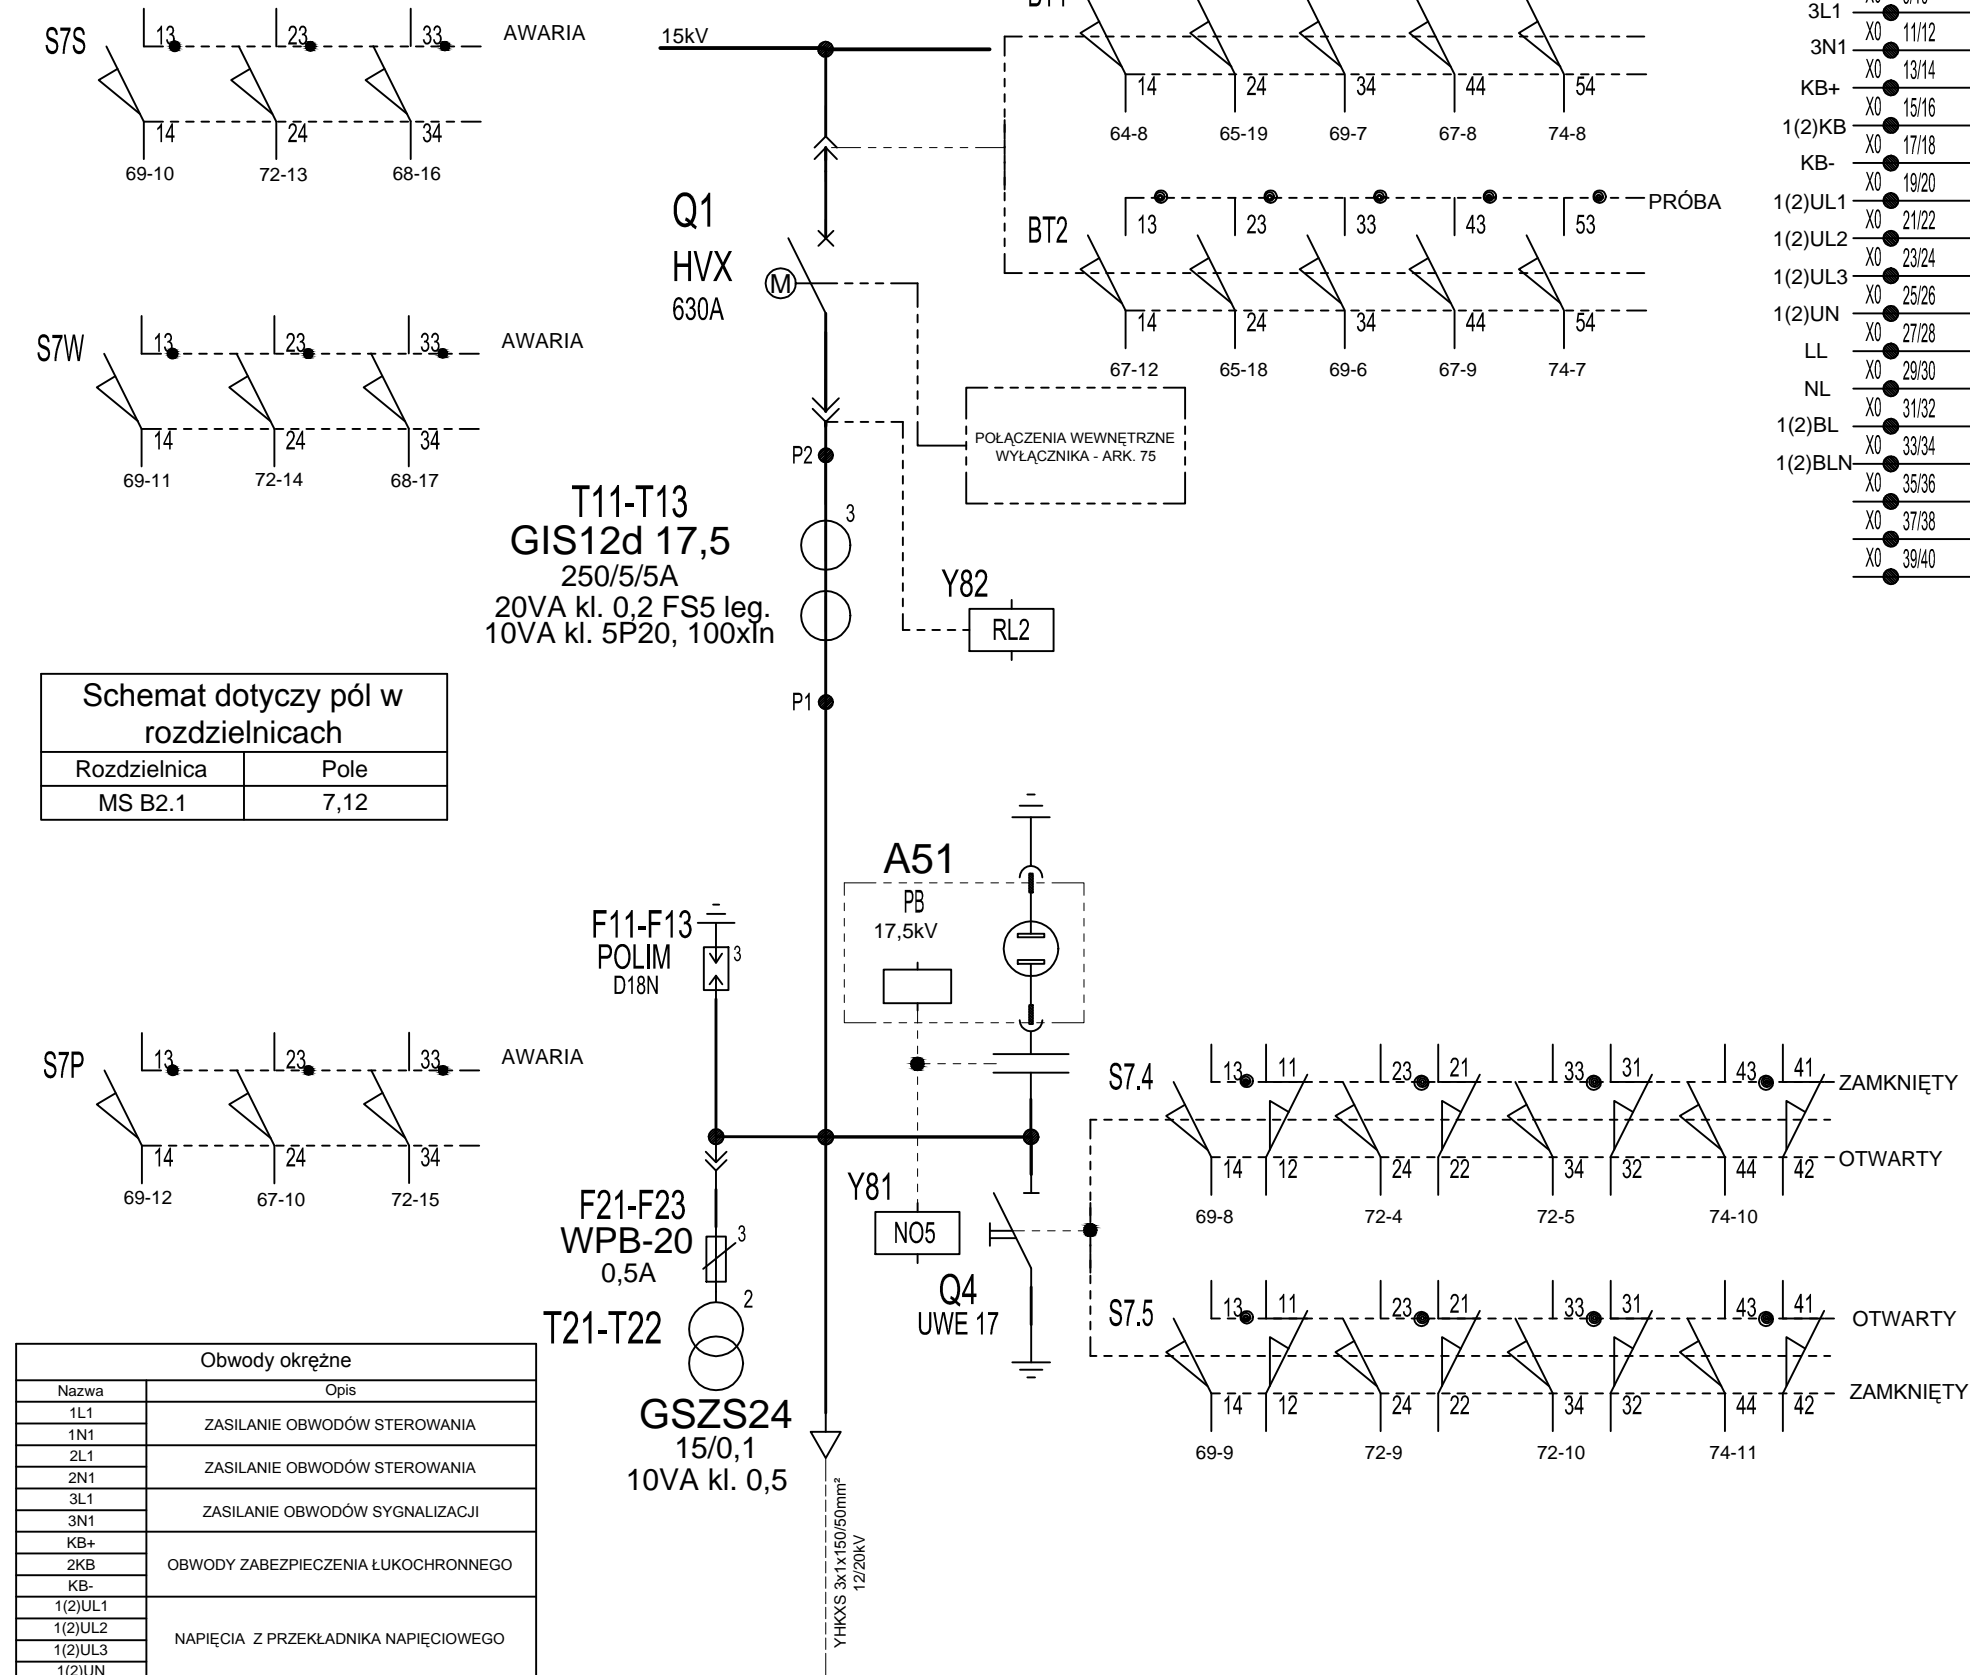 S7S
13
23
33
AWARIA
14
24
34
69-10
72-13
68-16
S7W
13
23
33
AWARIA
14
24
34
69-11
72-14
68-17
15kV
Q1
HVX
630A
M
14
24
34
44
54
64-8
65-19
69-7
67-8
74-8
BT2
13
23
33
43
53
PRÓBA
14
24
34
44
54
67-12
65-18
69-6
67-9
74-7
POŁĄCZENIA WEWNĘTRZNE
WYŁĄCZNIKA - ARK. 75
3L1
3N1
X0 11/12
KB+
X0 13/14
1(2)KB
X0 15/16
KB-
X0 17/18
1(2)UL1
X0 19/20
1(2)UL2
X0 21/22
1(2)UL3
X0 23/24
1(2)UN
X0 25/26
LL
X0 27/28
NL
X0 29/30
1(2)BL
X0 31/32
1(2)BLN
X0 33/34
X0 35/36
X0 37/38
X0 39/40
P2
T11-T13
GIS12d 17,5
250/5/5A
20VA kl. 0,2 FS5 leg.
10VA kl. 5P20, 100xIn
3
Y82
RL2
P1
Schemat dotyczy pól w
rozdzielnicach
Rozdzielnica Pole
MS B2.1 7,12
A51
PB
17,5kV
F11-F13
POLIM
D18N
3
S7P
13
23
33
AWARIA
14
24
34
69-12
67-10
72-15
F21-F23
WPB-20
0,5A
3
T21-T22
2
GSZS24
15/0,1
10VA kl. 0,5
Y81
NO5
Q4
UWE 17
YHKXS 3x1x150/50mm²
12/20kV
S7.4
13
11
23
21
33
31
43
41
ZAMKNIĘTY
14
12
24
22
34
32
44
42
OTWARTY
69-8
72-4
72-5
74-10
S7.5
13
11
23
21
33
31
43
41
OTWARTY
14
12
24
22
34
32
44
42
ZAMKNIĘTY
69-9
72-9
72-10
74-11
Obwody okrężne
Nazwa Opis
1L1
1N1
ZASILANIE OBWODÓW STEROWANIA
2L1
2N1
ZASILANIE OBWODÓW STEROWANIA
3L1
3N1
ZASILANIE OBWODÓW SYGNALIZACJI
KB+
2KB
KB-
OBWODY ZABEZPIECZENIA ŁUKOCHRONNEGO
1(2)UL1
1(2)UL2
1(2)UL3
1(2)UN
NAPIĘCIA Z PRZEKŁADNIKA NAPIĘCIOWEGO